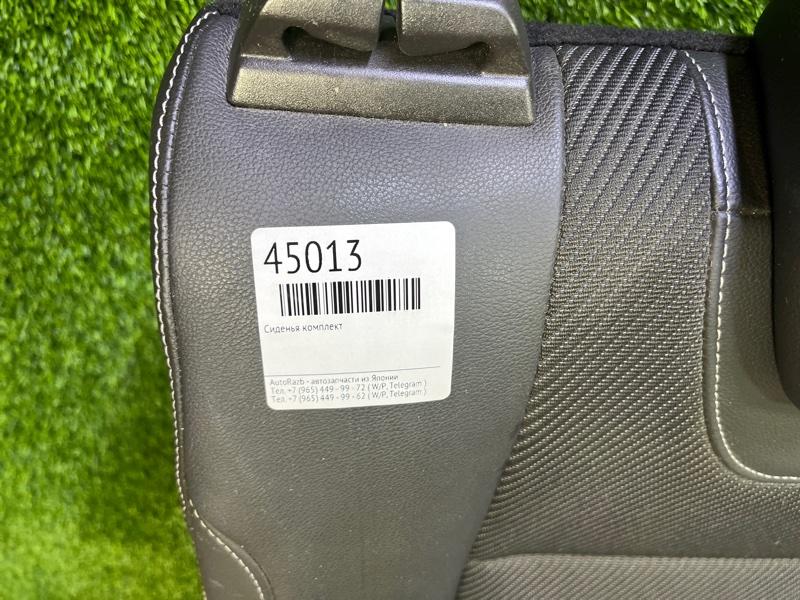 45013
Сиденья комплект
AutoRazb - автозапчасти из Японии
Тел. +7 (965) 449 - 99 - 72 ( W/P, Telegram )
Тел. +7 (965) 449 - 99 - 62 ( W/P, Telegram )